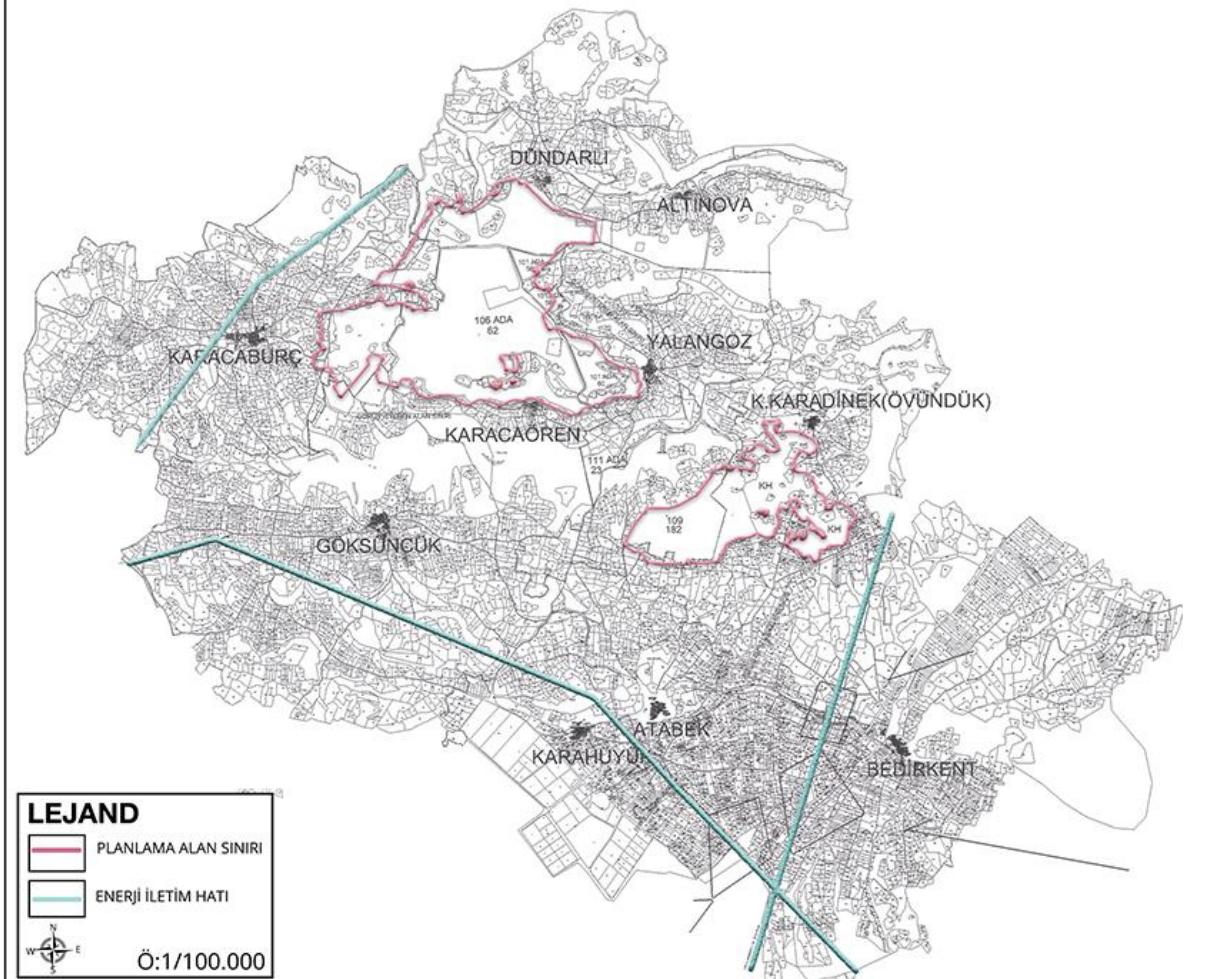 DÜNDARLI
ALTINOVA
101 ADA
106 ADA
62
KARACABURÇ
YALANGOZ
101 ADA
K.KARADİNEK(ÖVÜNDÜK)
KARACAÖREN
111 ADA
23
KH
109
182
KH
GÖKSUNCUK
ATABEK
KARAHUYUK
BEDİRKENT
LEJAND
PLANLAMA ALAN SINIRI
ENERJİ İLETİM HATI
N
W E
S
Ö:1/100.000